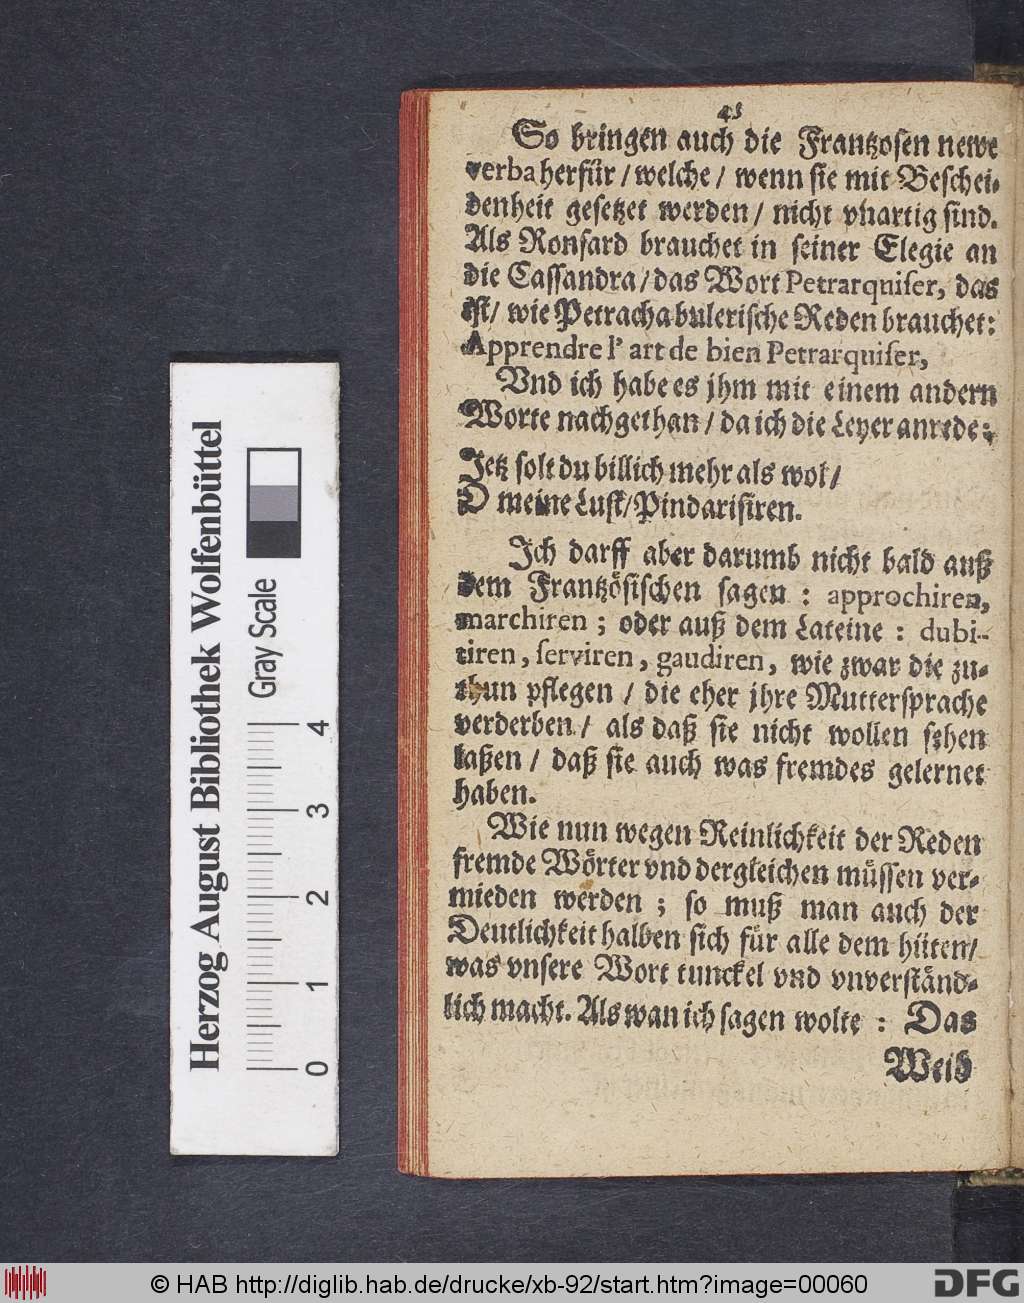 45
So bringen auch die Frantzosen newe
verba herfür / welche / wenn sie mit Beschei-
denheit gesetzet werden / nicht vnartig sind.
Als Ronsard brauchet in seiner Elegie an
die Cassandra / das Wort Petrarquiser, das
ist / wie Petracha bulerische Reden brauchet:
Apprendre l' art de bien Petrarquiser,
Vnd ich habe es jhm mit einem andern
Worte nachgethan / da ich die Leyer anrede:
Jetz solt du billich mehr als wol /
O meine Lust / Pindarisiren.
Ich darff aber darumb nicht bald auß
dem Frantzösischen sagen : approchiren,
marchiren ; oder auß dem Lateine : dubi-
tiren, serviren, gaudiren, wie zwar die zu-
thun pflegen / die eher jhre Muttersprache
verderben / als daß sie nicht wollen sehen
laßen / daß sie auch was fremdes gelernet
haben.
Wie nun wegen Reinlichkeit der Reden
fremde Wörter vnd dergleichen müssen ver-
mieden werden ; so muß man auch der
Deutlichkeit halben sich für alle dem hüten /
was vnsere Wort tunckel vnd vnverständ-
lich macht. Als wan ich sagen wolte : Das
Weib
Herzog August Bibliothek Wolfenbüttel
Gray Scale
0 1 2 3 4
© HAB http://diglib.hab.de/drucke/xb-92/start.htm?image=00060
DFG